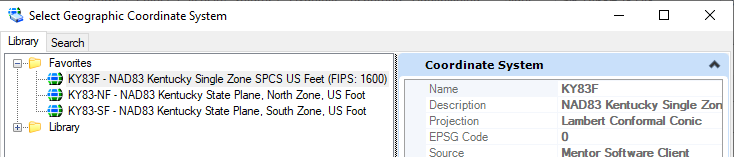 Select Geographic Coordinate System
Library Search
Favorites
KY83F - NAD83 Kentucky Single Zone SPCS US Feet (FIPS: 1600)
KY83-NF - NAD83 Kentucky State Plane, North Zone, US Foot
KY83-SF - NAD83 Kentucky State Plane, South Zone, US Foot
Library
Coordinate System
Name KY83F
Description NAD83 Kentucky Single Zon
Projection Lambert Conformal Conic
EPSG Code 0
Source Mentor Software Client